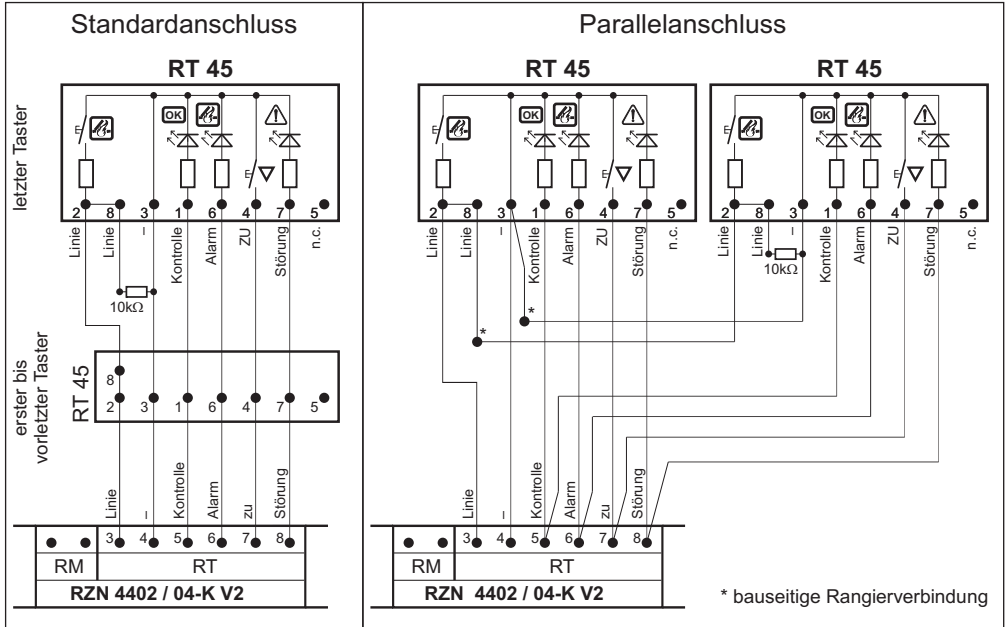 Standardanschluss
RT 45
letzter Taster
OK
2 8 3 1 6 4 7 5
Linie
Linie
–
Kontrolle
Alarm
ZU
Störung
n.c.
10kΩ
erster bis
vorletzter Taster
RT 45
8
2 3 1 6 4 7 5
Linie
–
Kontrolle
Alarm
zu
Störung
3 4 5 6 7 8
RM
RT
RZN 4402 / 04-K V2
Parallelanschluss
RT 45
OK
2 8 3 1 6 4 7 5
Linie
Linie
–
Kontrolle
Alarm
ZU
Störung
n.c.
RT 45
OK
2 8 3 1 6 4 7 5
Linie
Linie
–
Kontrolle
Alarm
ZU
Störung
n.c.
10kΩ
*
*
Linie
–
Kontrolle
Alarm
zu
Störung
3 4 5 6 7 8
RM
RT
RZN 4402 / 04-K V2
* bauseitige Rangierverbindung